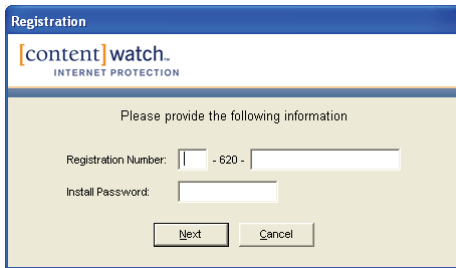 Registration
[content]watch™
INTERNET PROTECTION
Please provide the following information
Registration Number: - 620 -
Install Password:
Next Cancel